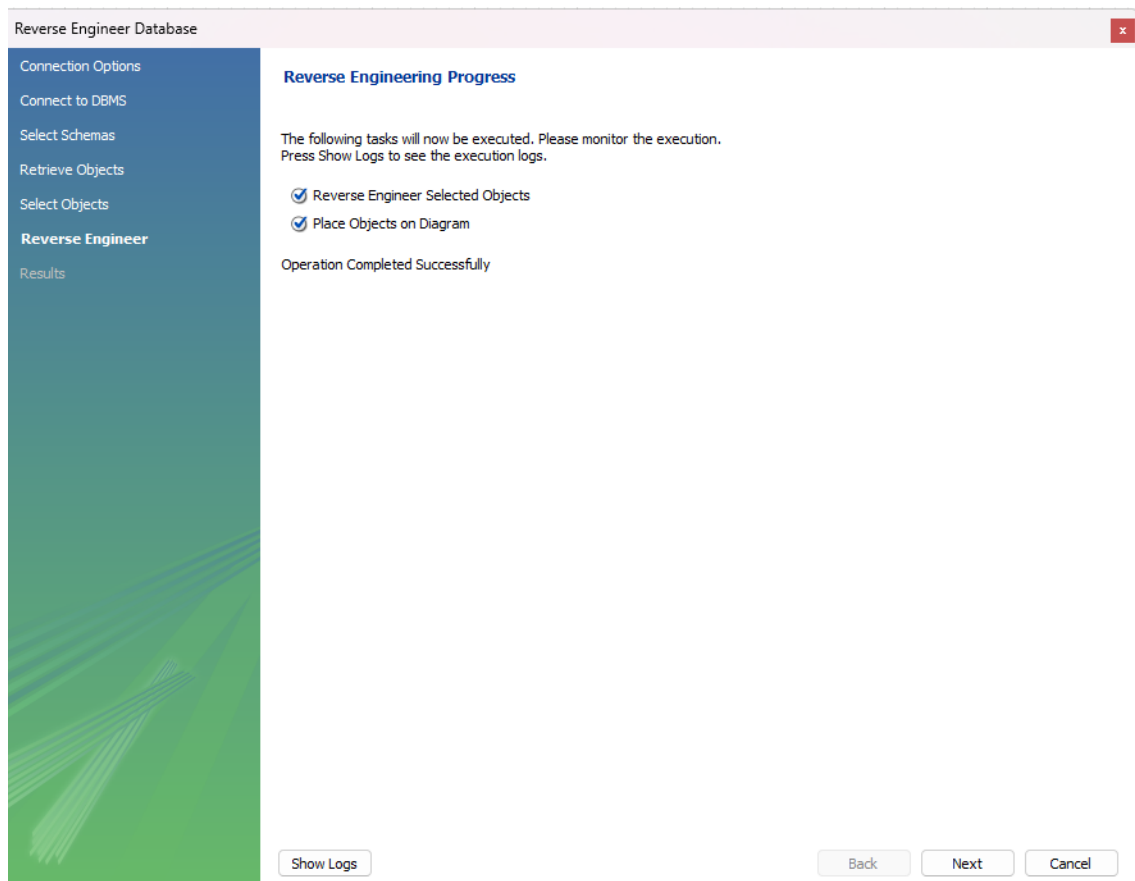 Reverse Engineer Database
x
Connection Options
Connect to DBMS
Select Schemas
Retrieve Objects
Select Objects
Reverse Engineer
Results
Reverse Engineering Progress
The following tasks will now be executed. Please monitor the execution.
Press Show Logs to see the execution logs.
Reverse Engineer Selected Objects
Place Objects on Diagram
Operation Completed Successfully
Show Logs
Back
Next
Cancel